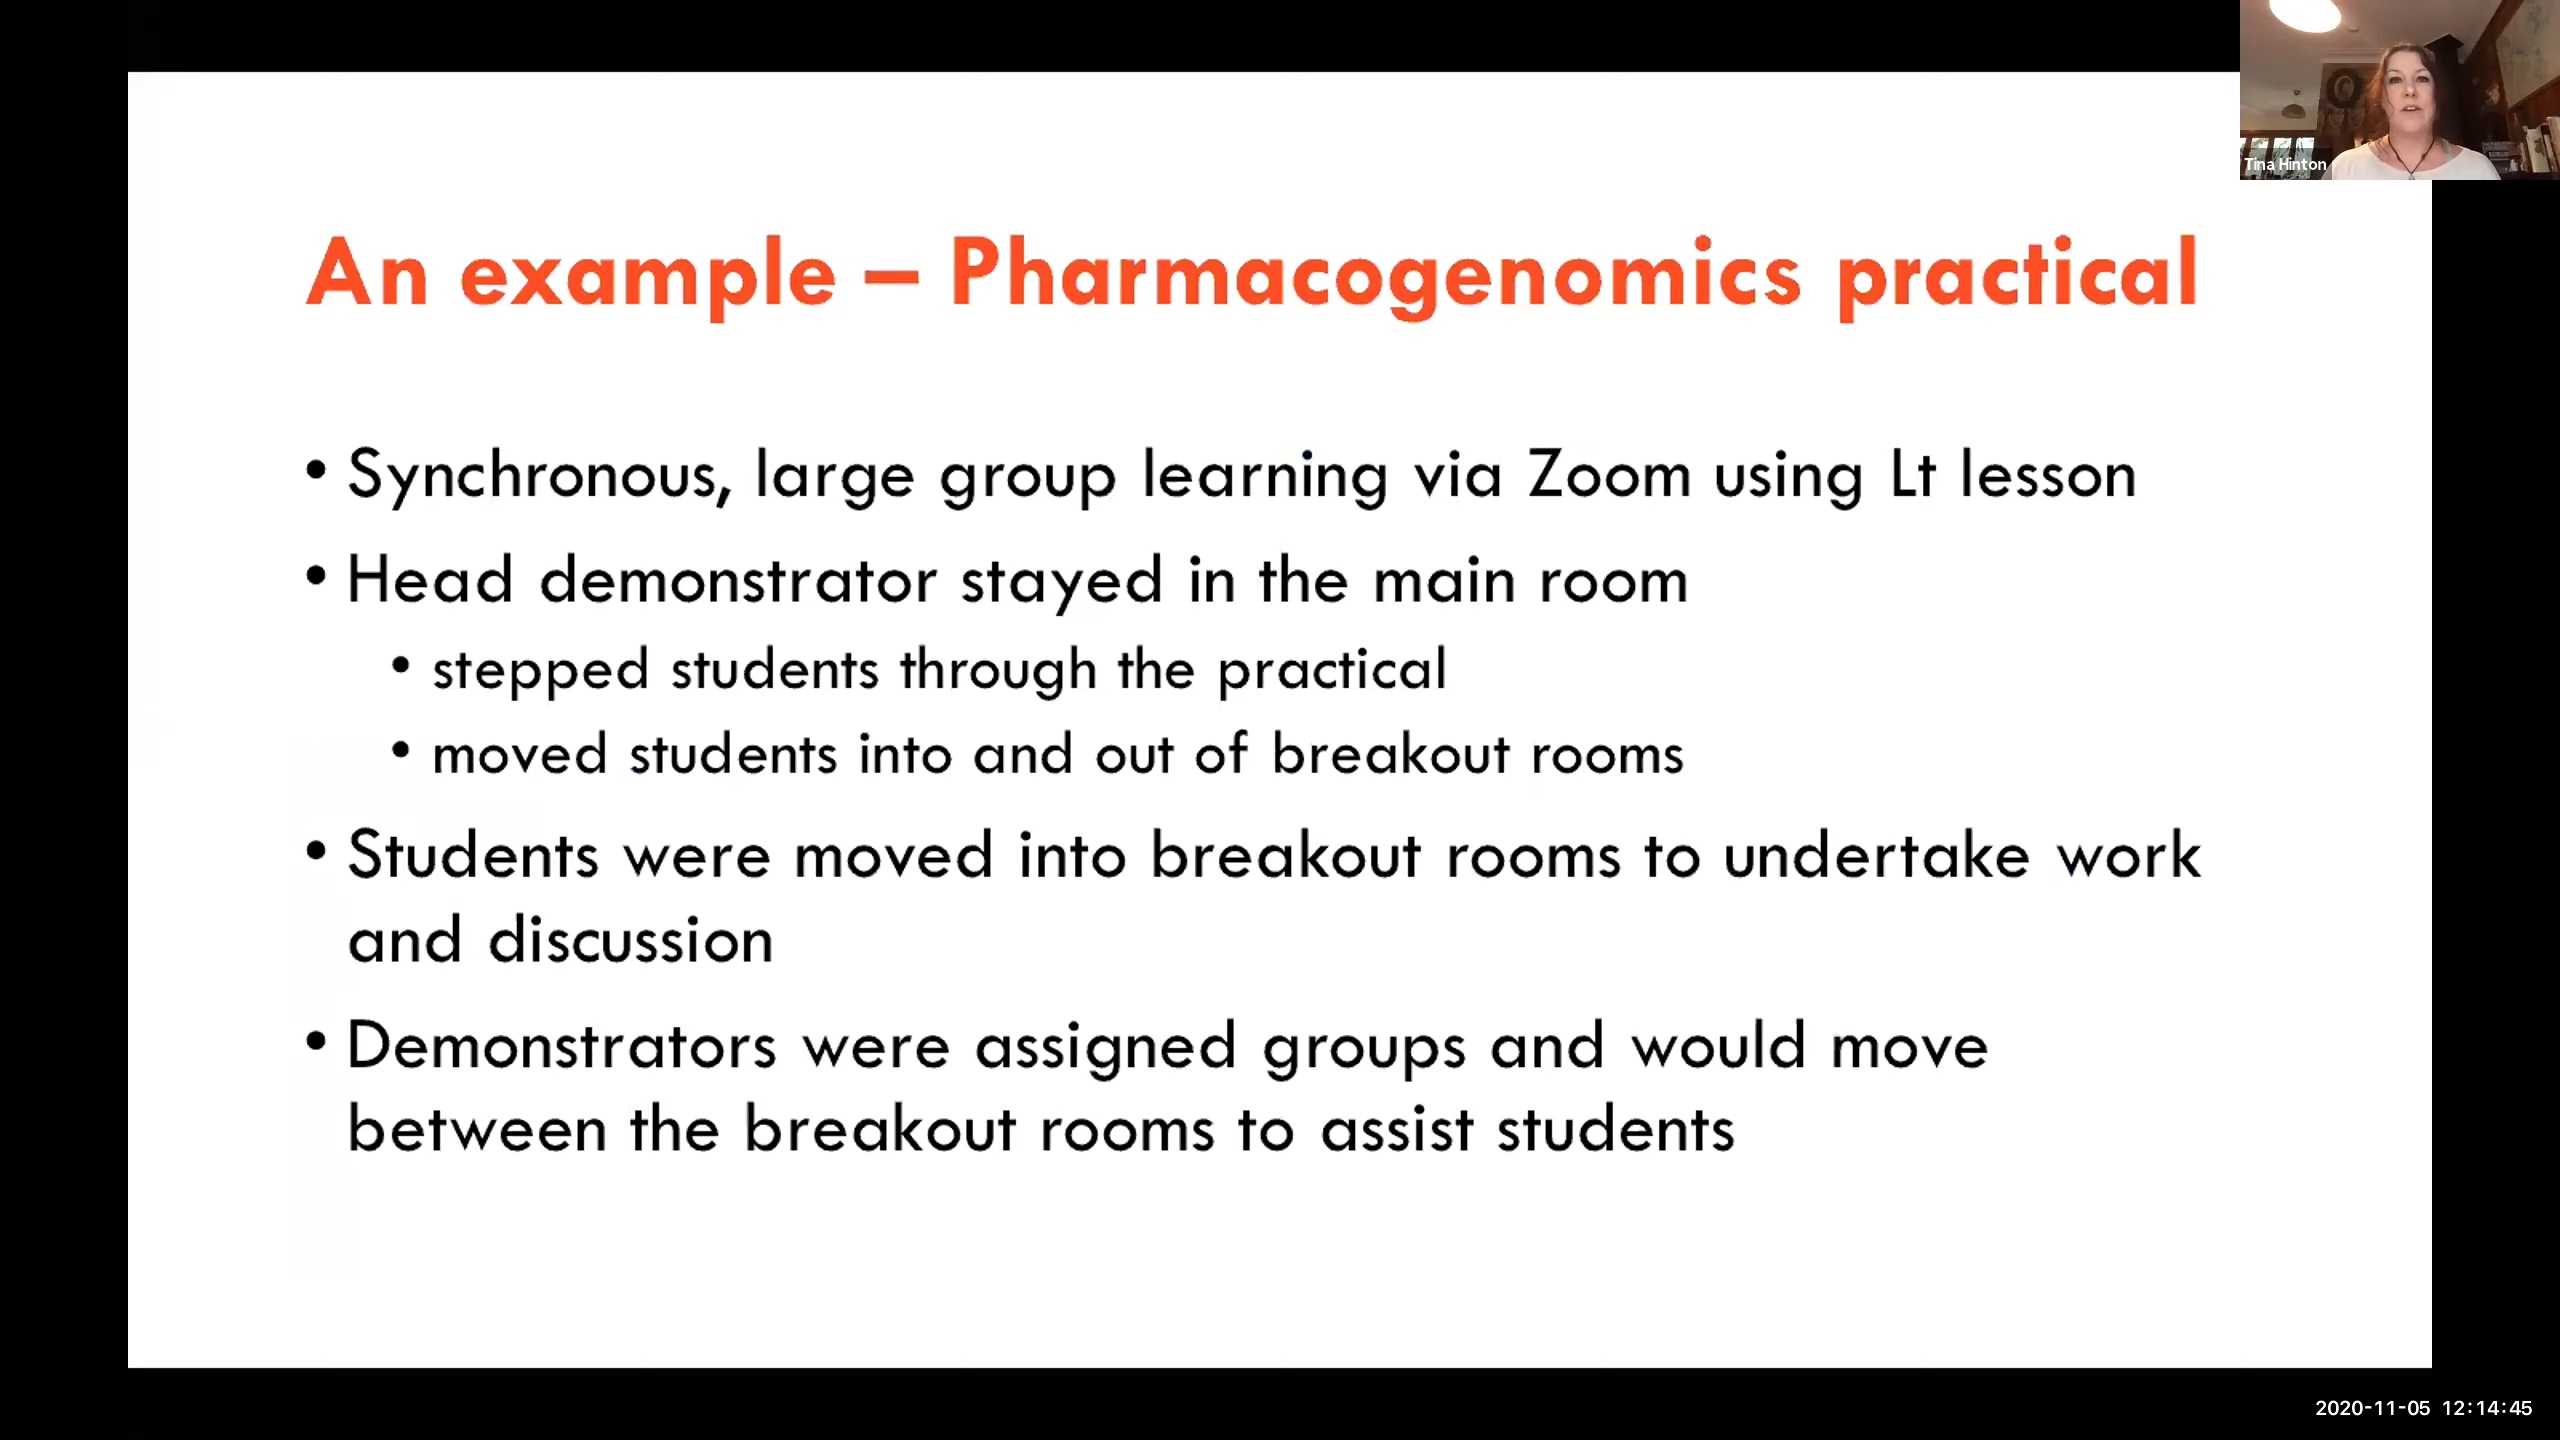 Tina Hinton
An example – Pharmacogenomics practical
• Synchronous, large group learning via Zoom using Lt lesson
• Head demonstrator stayed in the main room
• stepped students through the practical
• moved students into and out of breakout rooms
• Students were moved into breakout rooms to undertake work
and discussion
• Demonstrators were assigned groups and would move
between the breakout rooms to assist students
2020-11-05 12:14:45